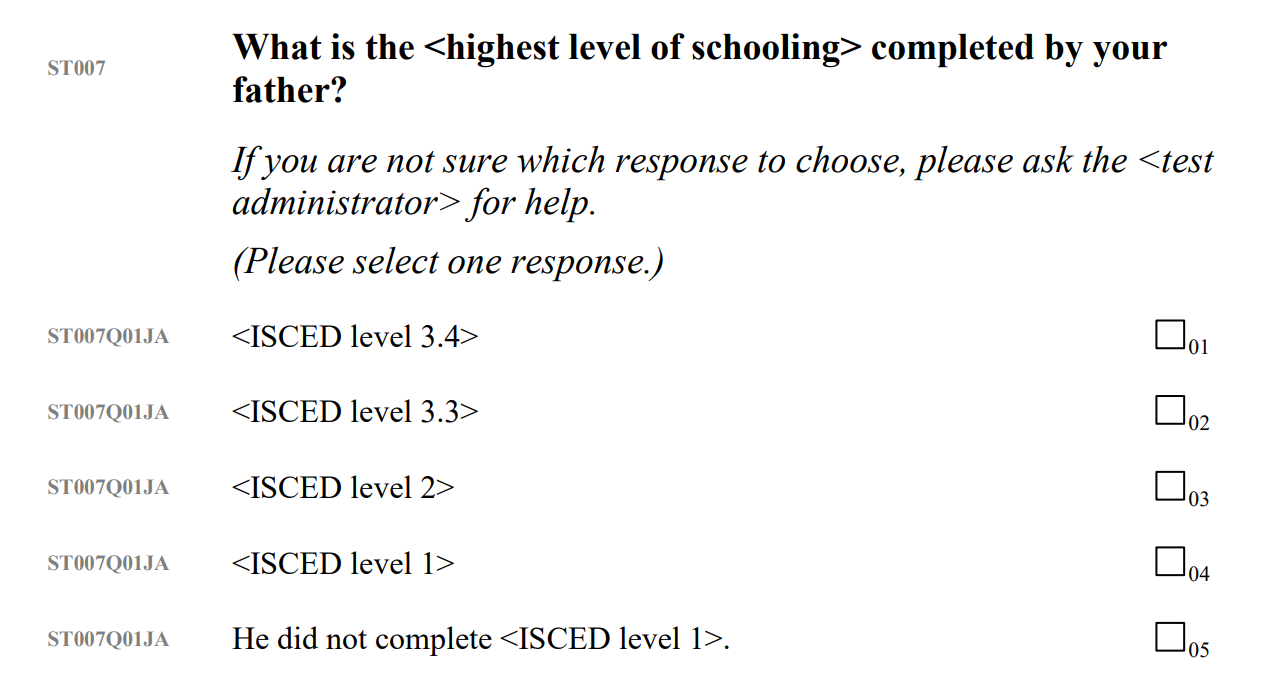 ST007
What is the <highest level of schooling> completed by your
father?
If you are not sure which response to choose, please ask the <test
administrator> for help.
(Please select one response.)
ST007Q01JA <ISCED level 3.4> 01
ST007Q01JA <ISCED level 3.3> 02
ST007Q01JA <ISCED level 2> 03
ST007Q01JA <ISCED level 1> 04
ST007Q01JA He did not complete <ISCED level 1>. 05